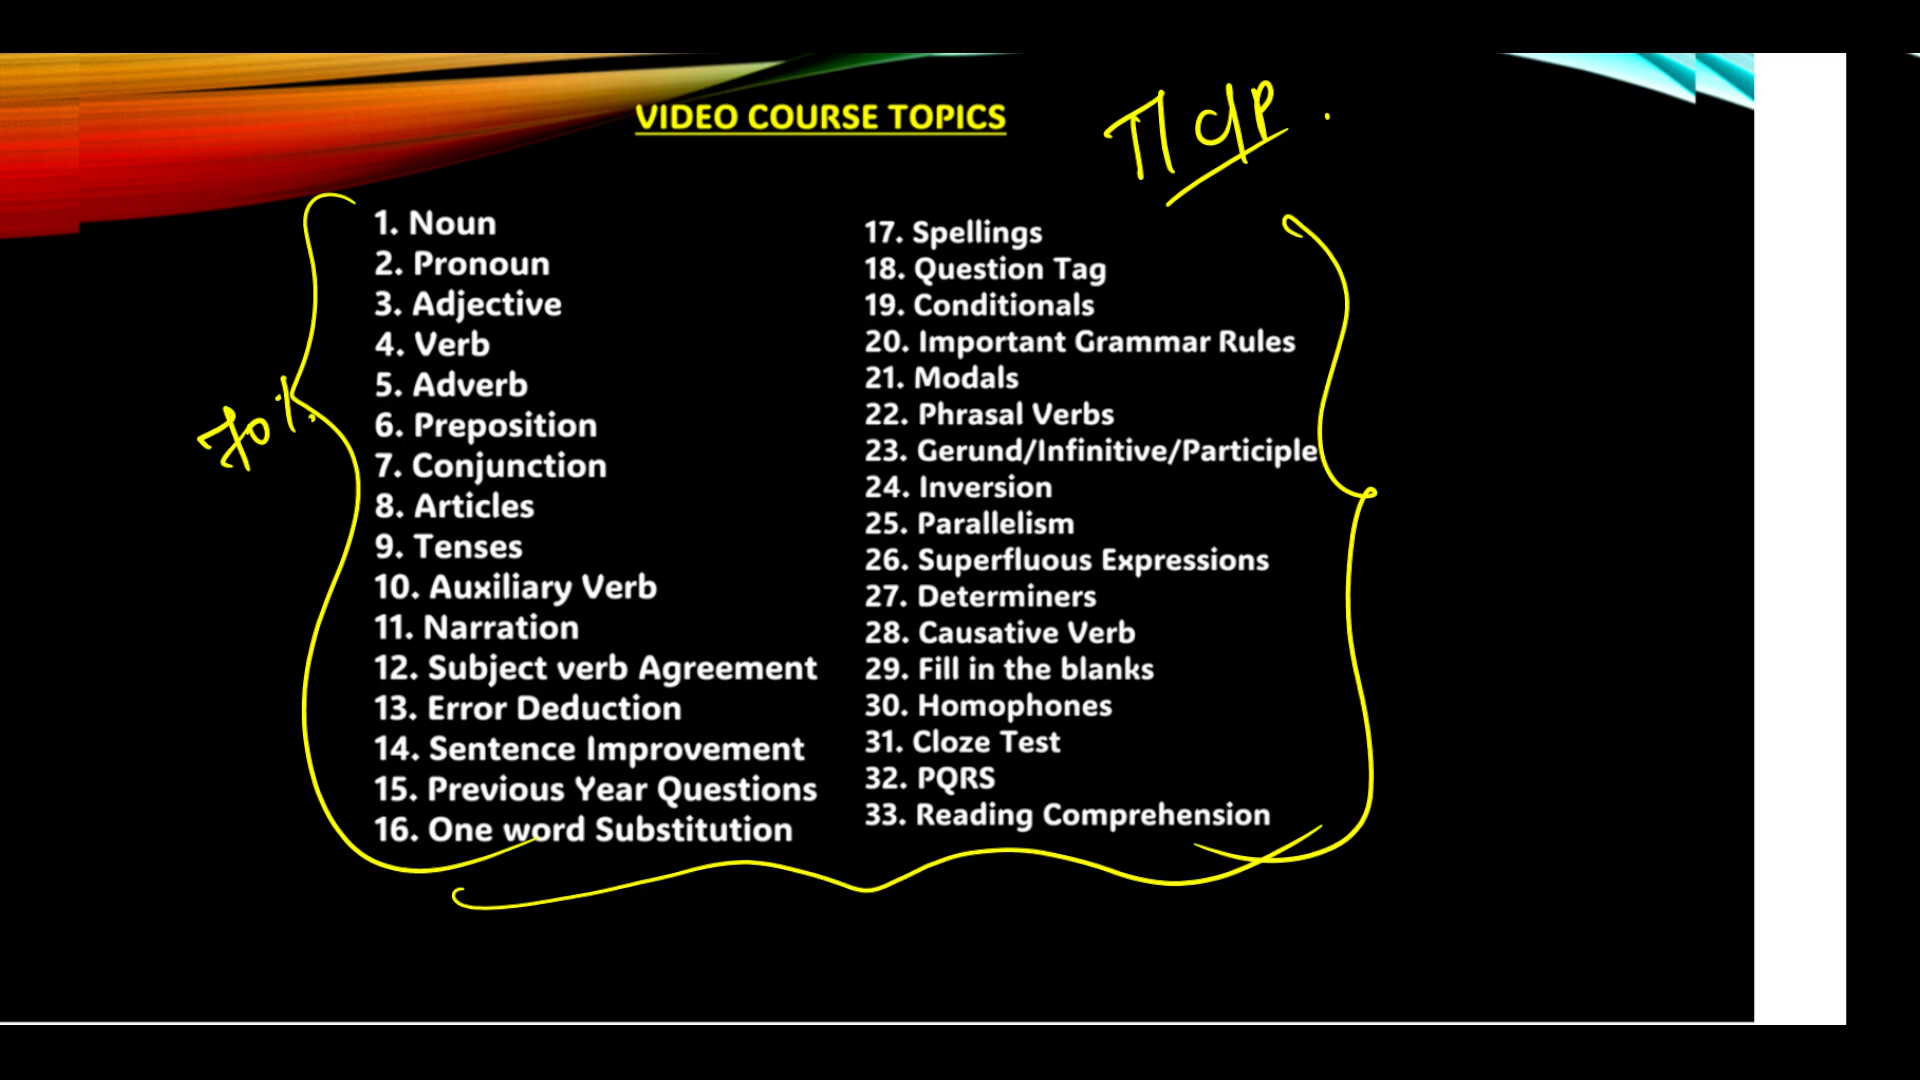 VIDEO COURSE TOPICS
1. Noun
2. Pronoun
3. Adjective
4. Verb
5. Adverb
6. Preposition
7. Conjunction
8. Articles
9. Tenses
10. Auxiliary Verb
11. Narration
12. Subject verb Agreement
13. Error Deduction
14. Sentence Improvement
15. Previous Year Questions
16. One word Substitution
17. Spellings
18. Question Tag
19. Conditionals
20. Important Grammar Rules
21. Modals
22. Phrasal Verbs
23. Gerund/Infinitive/Participle
24. Inversion
25. Parallelism
26. Superfluous Expressions
27. Determiners
28. Causative Verb
29. Fill in the blanks
30. Homophones
31. Cloze Test
32. PQRS
33. Reading Comprehension
70%